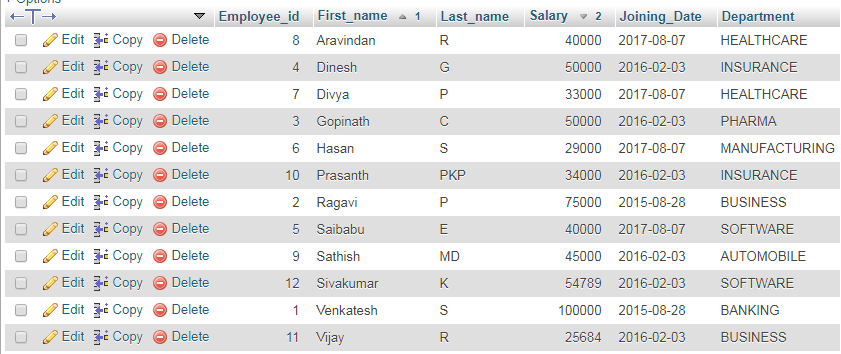 + Options
Employee_id First_name 1 Last_name Salary 2 Joining_Date Department
Edit Copy Delete 8 Aravindan R 40000 2017-08-07 HEALTHCARE
Edit Copy Delete 4 Dinesh G 50000 2016-02-03 INSURANCE
Edit Copy Delete 7 Divya P 33000 2017-08-07 HEALTHCARE
Edit Copy Delete 3 Gopinath C 50000 2016-02-03 PHARMA
Edit Copy Delete 6 Hasan S 29000 2017-08-07 MANUFACTURING
Edit Copy Delete 10 Prasanth PKP 34000 2016-02-03 INSURANCE
Edit Copy Delete 2 Ragavi P 75000 2015-08-28 BUSINESS
Edit Copy Delete 5 Saibabu E 40000 2017-08-07 SOFTWARE
Edit Copy Delete 9 Sathish MD 45000 2016-02-03 AUTOMOBILE
Edit Copy Delete 12 Sivakumar K 54789 2016-02-03 SOFTWARE
Edit Copy Delete 1 Venkatesh S 100000 2015-08-28 BANKING
Edit Copy Delete 11 Vijay R 25684 2016-02-03 BUSINESS